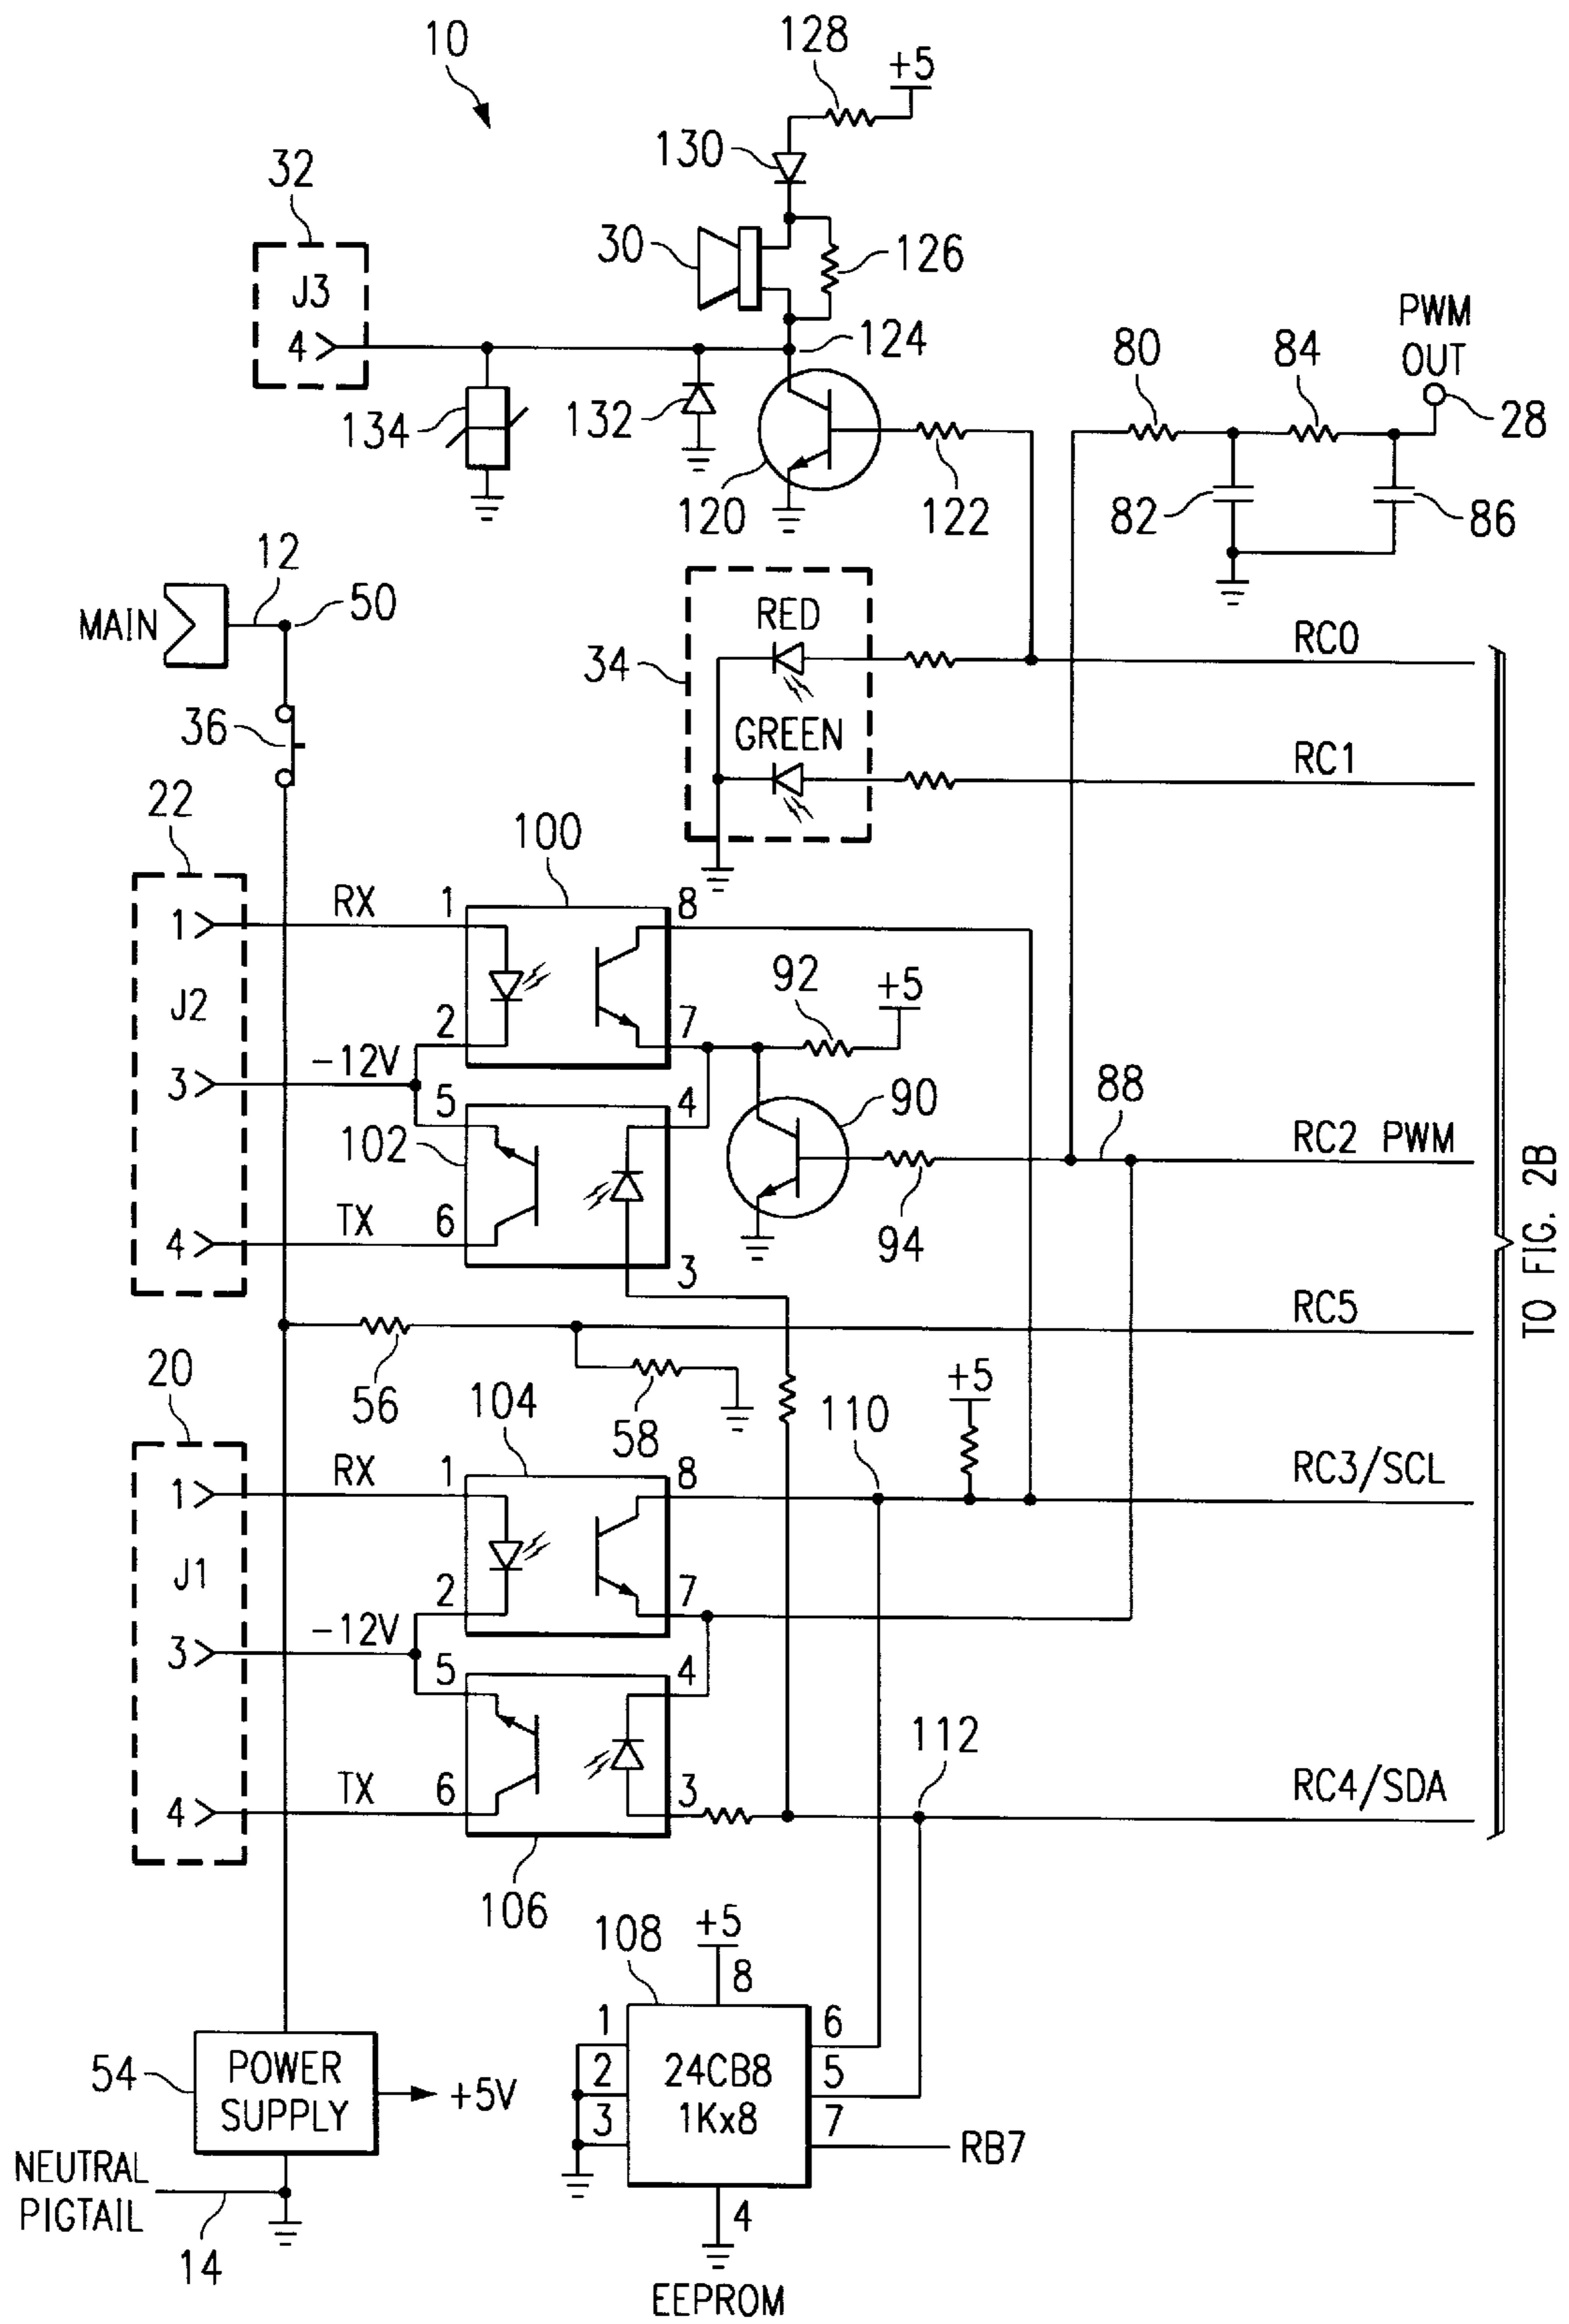 10
128
+5
130
32
30
126
J3
4
124
PWM
OUT
80
84
28
134
132
120
122
82
86
12
50
MAIN
RED
34
RC0
36
GREEN
RC1
22
100
RX
1
8
1
92
+5
J2
2
7
-12V
3
5
4
90
88
102
RC2 PWM
TX
6
4
94
3
TO FIG. 2B
RC5
20
56
58
+5
104
110
RX
1
8
1
RC3/SCL
J1
2
7
-12V
3
5
4
112
TX
6
3
RC4/SDA
4
106
108
+5
8
1
6
54
POWER
SUPPLY
+5V
2
24CB8
5
3
1Kx8
7
RB7
NEUTRAL
PIGTAIL
4
14
EEPROM